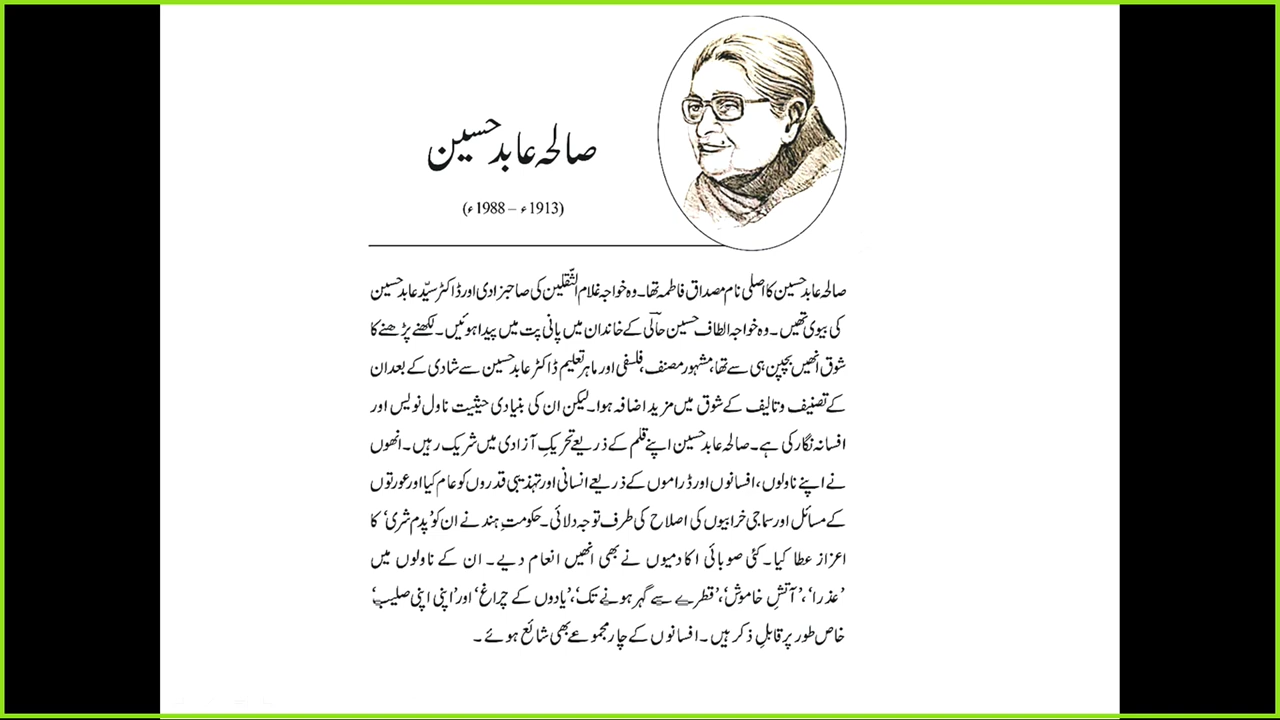 صالحہ عابد حسین
(1913ء – 1988ء)
صالحہ عابد حسین کا اصلی نام مصداق فاطمہ تھا۔ وہ خواجہ غلام الثّقلین کی صاحبزادی اور ڈاکٹر سیّد عابد حسین
کی بیوی تھیں۔ وہ خواجہ الطاف حسین حالؔی کے خاندان میں پانی پت میں پیدا ہوئیں۔ لکھنے پڑھنے کا
شوق انھیں بچپن ہی سے تھا، مشہور مصنف، فلسفی اور ماہرِ تعلیم ڈاکٹر عابد حسین سے شادی کے بعد ان
کے تصنیف و تالیف کے شوق میں مزید اضافہ ہوا۔ لیکن ان کی بنیادی حیثیت ناول نویس اور
افسانہ نگار کی ہے۔ صالحہ عابد حسین اپنے قلم کے ذریعے تحریکِ آزادی میں شریک رہیں۔ انھوں
نے اپنے ناولوں، افسانوں اور ڈراموں کے ذریعے انسانی اور تہذیبی قدروں کو عام کیا اور عورتوں
کے مسائل اور سماجی خرابیوں کی اصلاح کی طرف توجہ دلائی۔ حکومتِ ہند نے ان کو ’پدم شری‘ کا
اعزاز عطا کیا۔ کئی صوبائی اکادمیوں نے بھی انھیں انعام دیے۔ ان کے ناولوں میں
’عذرا‘، ’آتشِ خاموش‘، ’قطرے سے گہر ہونے تک‘، ’یادوں کے چراغ‘ اور ’اپنی اپنی صلیب‘
خاص طور پر قابلِ ذکر ہیں۔ افسانوں کے چار مجموعے بھی شائع ہوئے۔